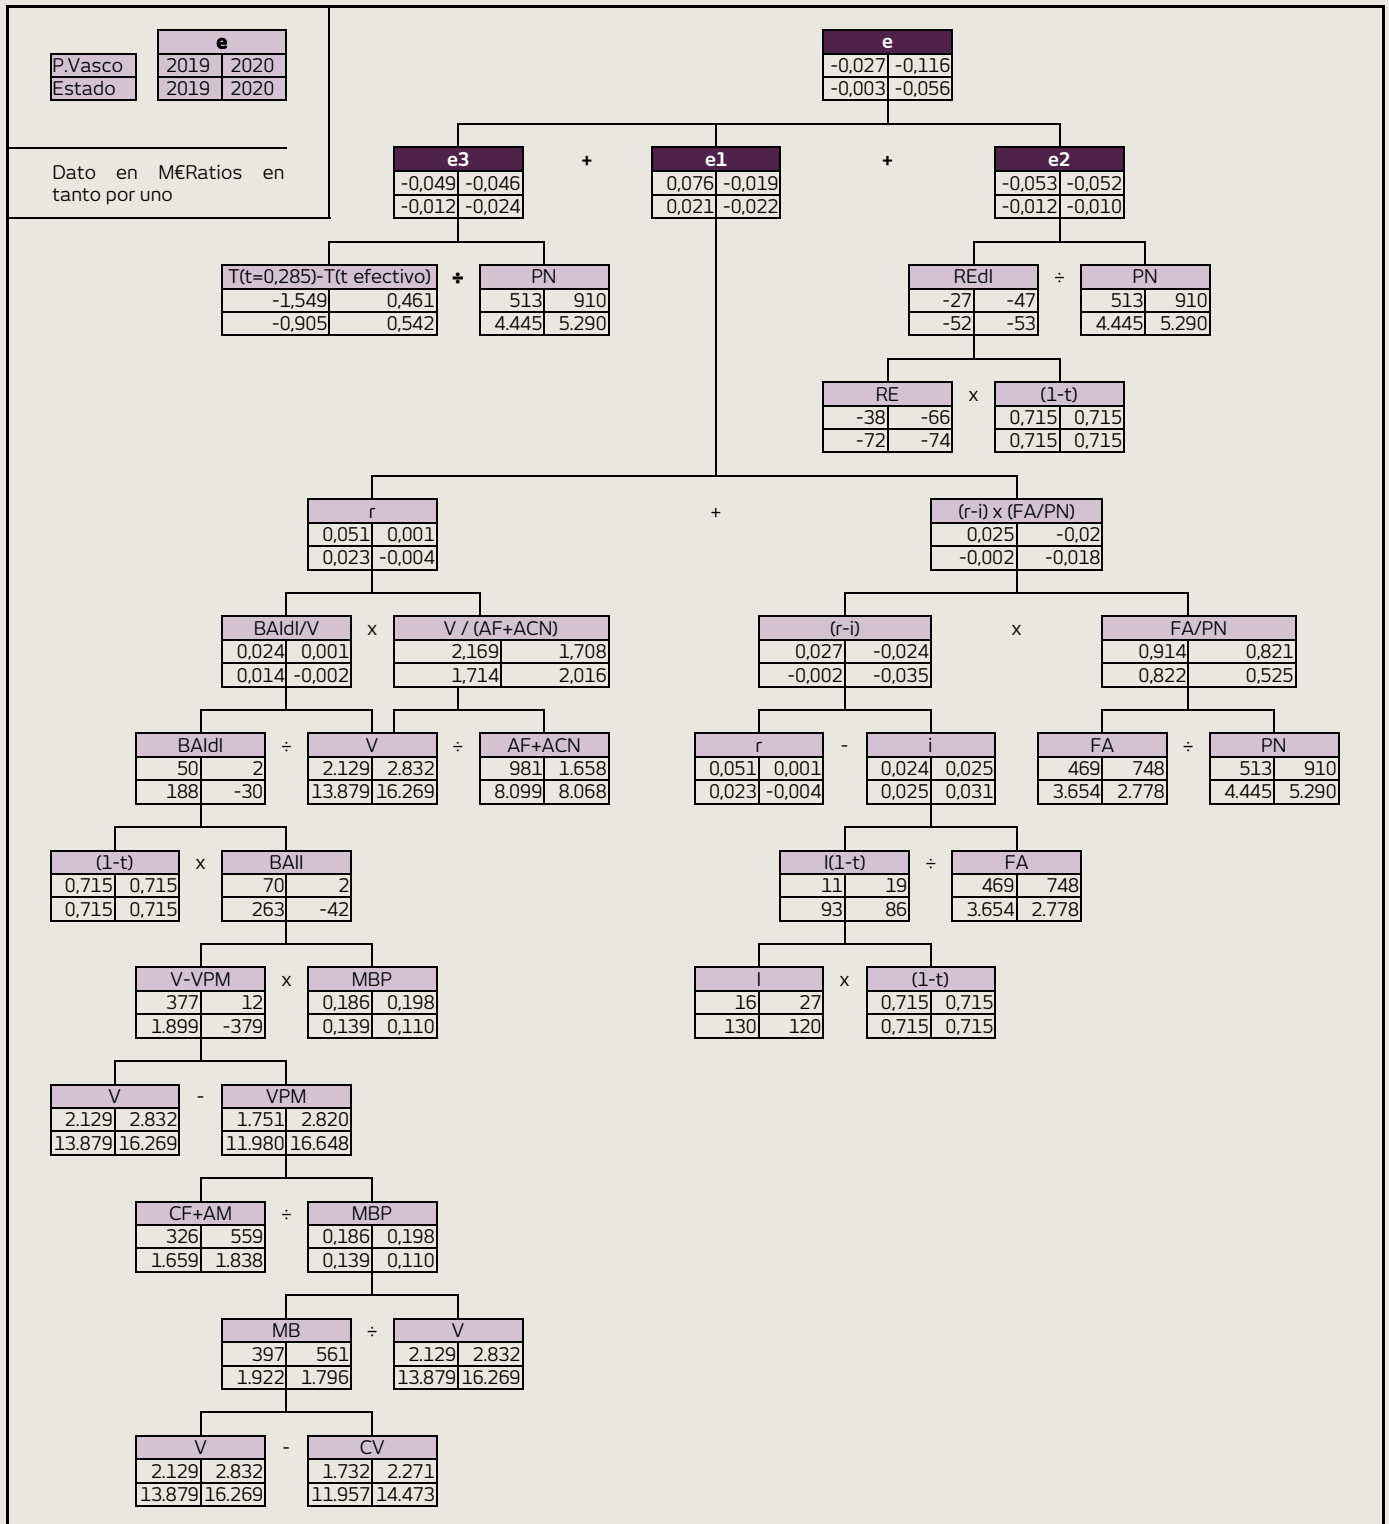 e
P.Vasco 2019 2020
Estado 2019 2020
Dato en M€Ratios en
tanto por uno
e
-0,027 -0,116
-0,003 -0,056
e3 + e1 + e2
-0,049 -0,046 0,076 -0,019 -0,053 -0,052
-0,012 -0,024 0,021 -0,022 -0,012 -0,010
T(t=0,285)-T(t efectivo) ÷ PN REdI ÷ PN
-1,549 0,461 513 910 -27 -47 513 910
-0,905 0,542 4.445 5.290 -52 -53 4.445 5.290
RE x (1-t)
-38 -66 0,715 0,715
-72 -74 0,715 0,715
r + (r-i) x (FA/PN)
0,051 0,001 0,025 -0,02
0,023 -0,004 -0,002 -0,018
BAIdI/V x V / (AF+ACN) (r-i) x FA/PN
0,024 0,001 2,169 1,708 0,027 -0,024 0,914 0,821
0,014 -0,002 1,714 2,016 -0,002 -0,035 0,822 0,525
BAIdI ÷ V ÷ AF+ACN r - i FA ÷ PN
50 2 2.129 2.832 981 1.658 0,051 0,001 0,024 0,025 469 748 513 910
188 -30 13.879 16.269 8.099 8.068 0,023 -0,004 0,025 0,031 3.654 2.778 4.445 5.290
(1-t) x BAII I(1-t) ÷ FA
0,715 0,715 70 2 11 19 469 748
0,715 0,715 263 -42 93 86 3.654 2.778
V-VPM x MBP I x (1-t)
377 12 0,186 0,198 16 27 0,715 0,715
1.899 -379 0,139 0,110 130 120 0,715 0,715
V - VPM
2.129 2.832 1.751 2.820
13.879 16.269 11.980 16.648
CF+AM ÷ MBP
326 559 0,186 0,198
1.659 1.838 0,139 0,110
MB ÷ V
397 561 2.129 2.832
1.922 1.796 13.879 16.269
V - CV
2.129 2.832 1.732 2.271
13.879 16.269 11.957 14.473